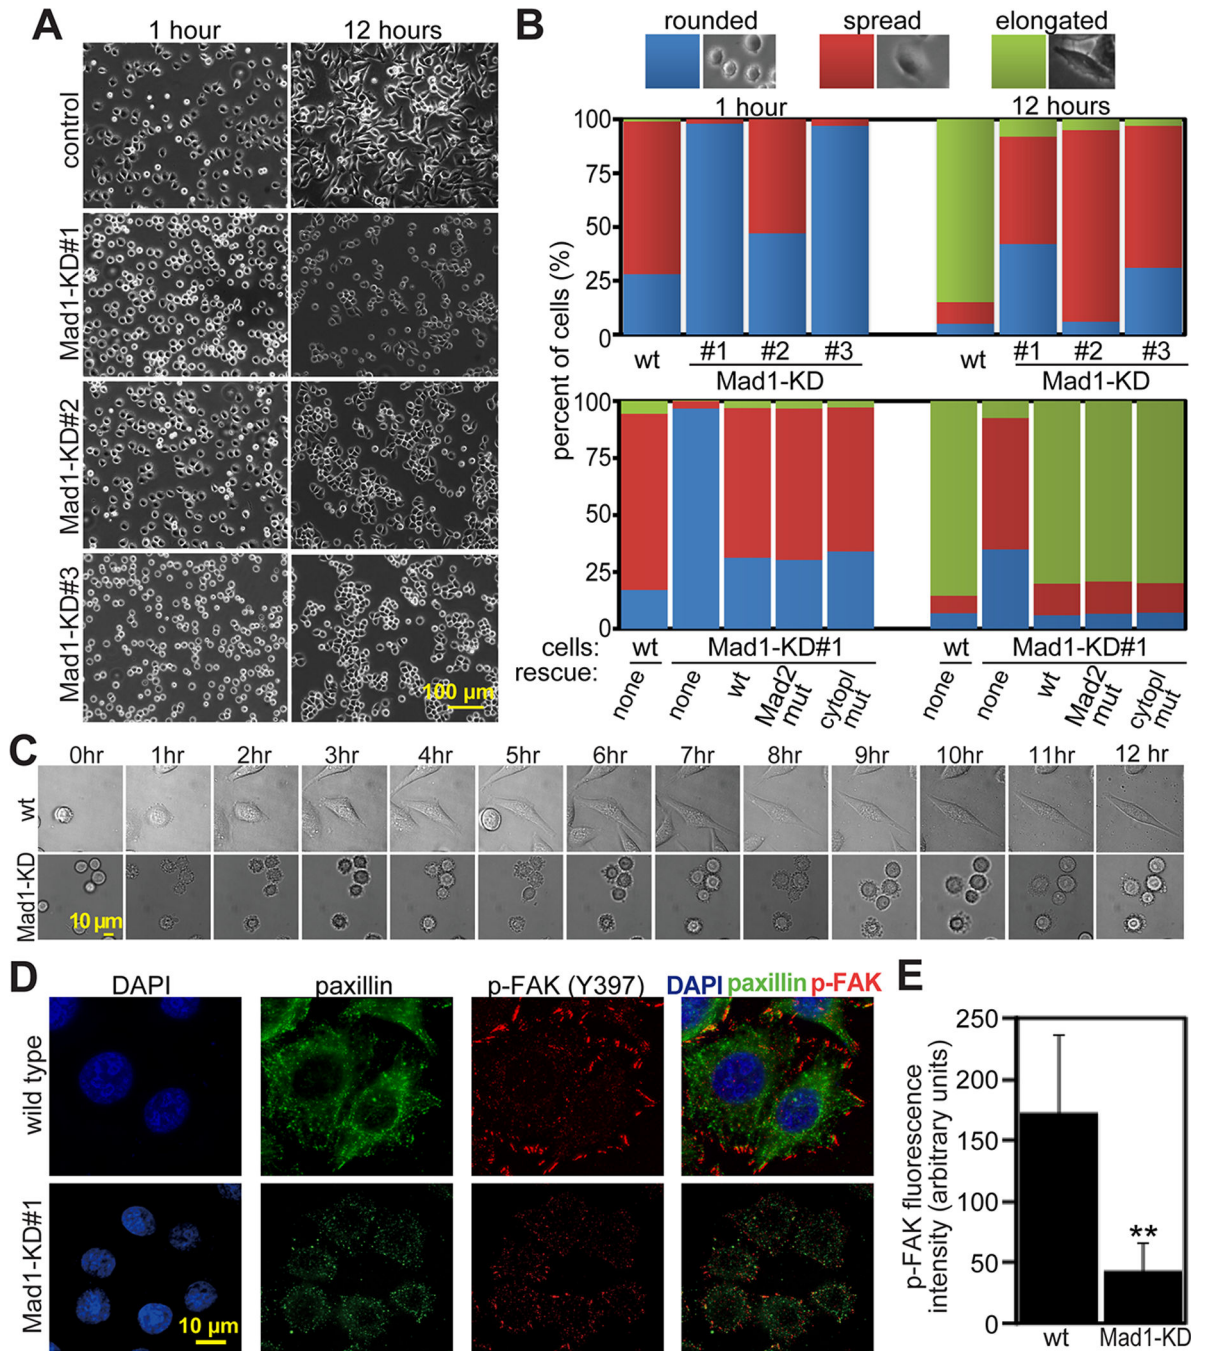 A
1 hour
12 hours
control
Mad1-KD#1
Mad1-KD#2
Mad1-KD#3
100 µm
B
rounded
spread
elongated
1 hour
12 hours
percent of cells (%)
100
75
50
25
0
wt
#1
#2
#3
Mad1-KD
wt
#1
#2
#3
Mad1-KD
100
75
50
25
0
cells:
wt
Mad1-KD#1
wt
Mad1-KD#1
rescue:
none
none
wt
Mad2
mut
cytopl
mut
none
none
wt
Mad2
mut
cytopl
mut
C
0hr
1hr
2hr
3hr
4hr
5hr
6hr
7hr
8hr
9hr
10hr
11hr
12 hr
wt
Mad1-KD
10 µm
D
DAPI
paxillin
p-FAK (Y397)
DAPI paxillin p-FAK
wild type
Mad1-KD#1
10 µm
E
p-FAK fluorescence
intensity (arbitrary units)
250
200
150
100
50
0
**
wt
Mad1-KD